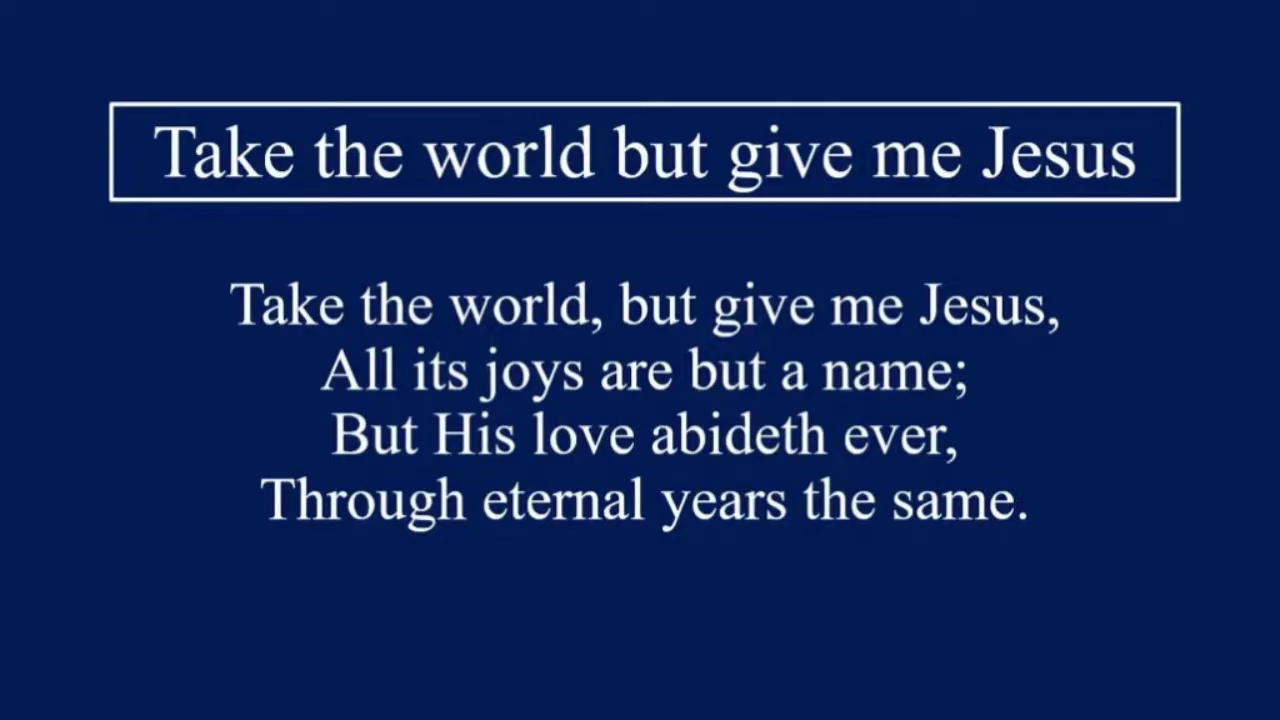 Take the world but give me Jesus
Take the world, but give me Jesus,
All its joys are but a name;
But His love abideth ever,
Through eternal years the same.